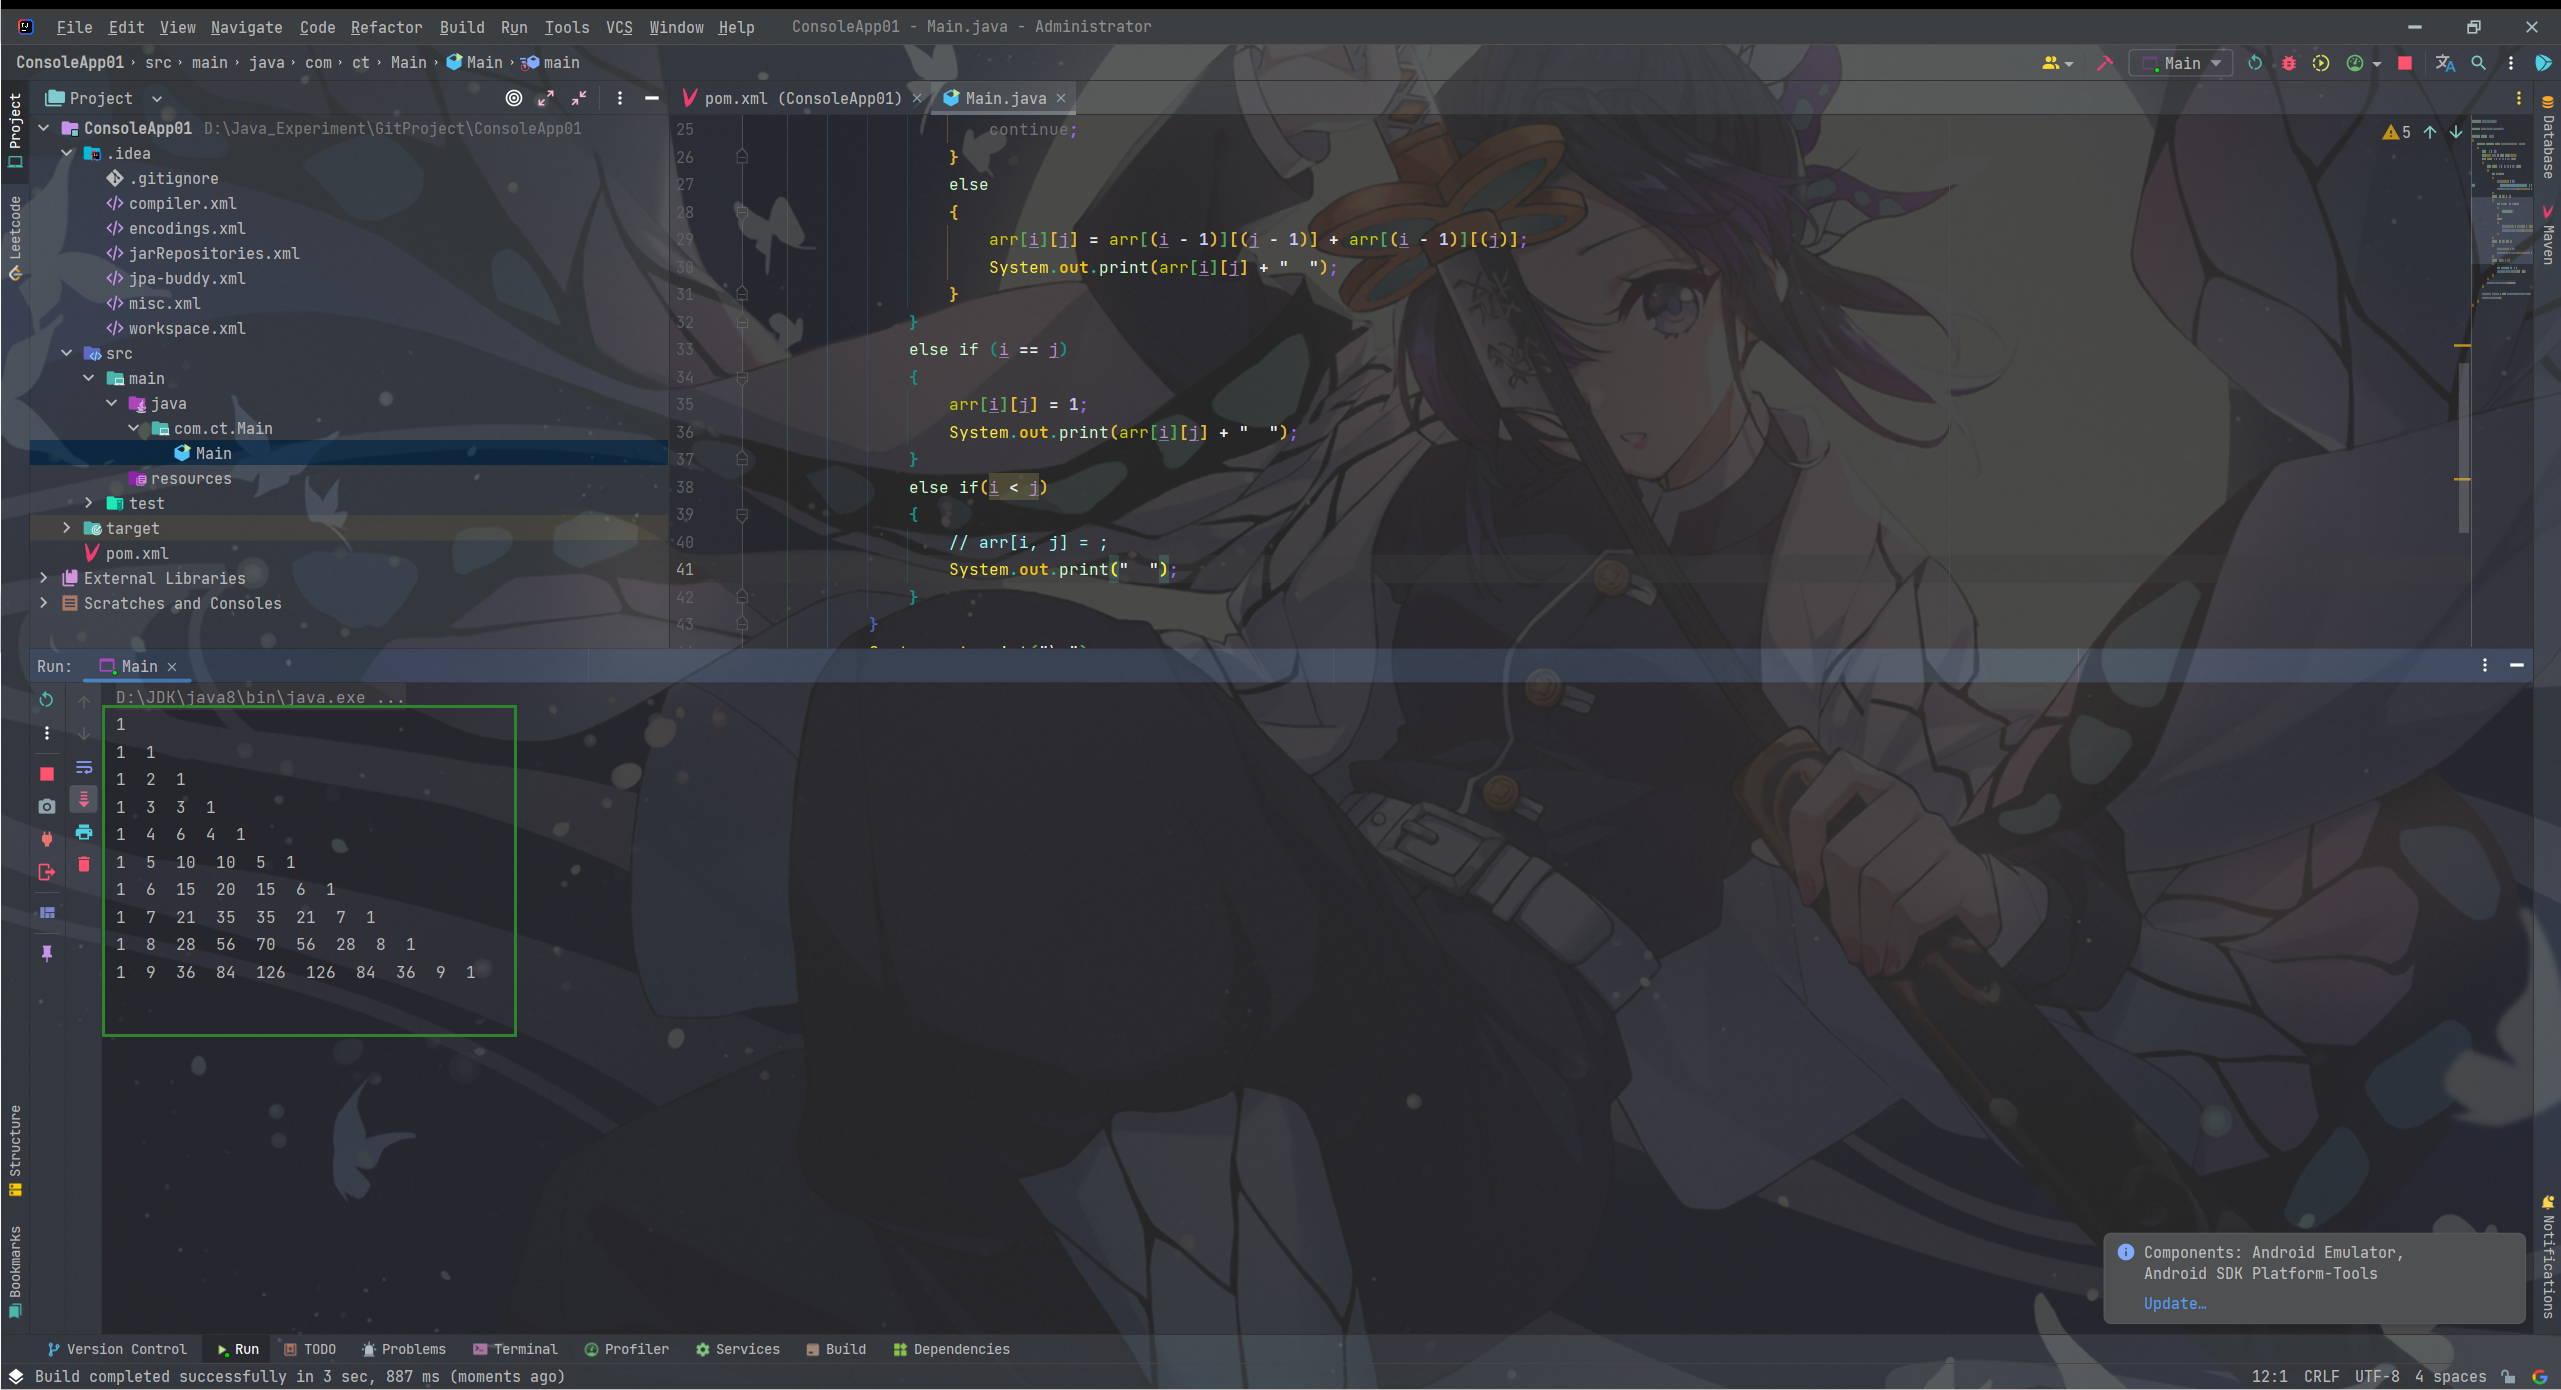 File Edit View Navigate Code Refactor Build Run Tools VCS Window Help ConsoleApp01 - Main.java - Administrator
ConsoleApp01 › src › main › java › com › ct › Main › Main › main
Main
Project
pom.xml (ConsoleApp01)
Main.java
Project
Leetcode
Structure
Bookmarks
ConsoleApp01 D:\Java_Experiment\GitProject\ConsoleApp01
.idea
.gitignore
compiler.xml
encodings.xml
jarRepositories.xml
jpa-buddy.xml
misc.xml
workspace.xml
src
main
java
com.ct.Main
Main
resources
test
target
pom.xml
External Libraries
Scratches and Consoles
5
25 continue;
26 }
27 else
28 {
29 arr[i][j] = arr[(i - 1)][(j - 1)] + arr[(i - 1)][(j)];
30 System.out.print(arr[i][j] + "  ");
31 }
32 }
33 else if (i == j)
34 {
35 arr[i][j] = 1;
36 System.out.print(arr[i][j] + "  ");
37 }
38 else if(i < j)
39 {
40 // arr[i, j] = ;
41 System.out.print("  ");
42 }
43 }
Database
Maven
Notifications
Run: Main
D:\JDK\java8\bin\java.exe ...
1
1  1
1  2  1
1  3  3  1
1  4  6  4  1
1  5  10  10  5  1
1  6  15  20  15  6  1
1  7  21  35  35  21  7  1
1  8  28  56  70  56  28  8  1
1  9  36  84  126  126  84  36  9  1
Components: Android Emulator,
Android SDK Platform-Tools
Update…
Version Control Run TODO Problems Terminal Profiler Services Build Dependencies
Build completed successfully in 3 sec, 887 ms (moments ago) 12:1 CRLF UTF-8 4 spaces